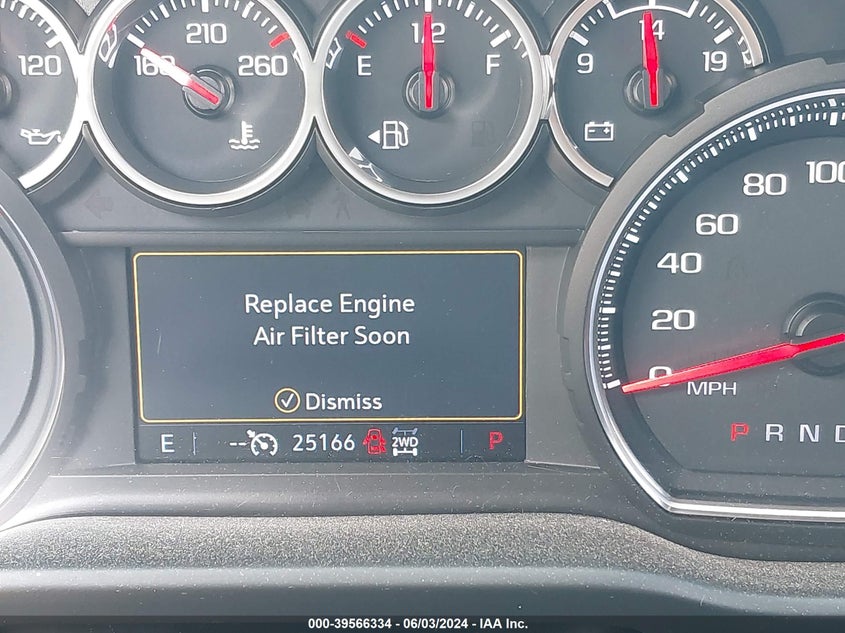 120
160 210 260
E 1/2 F
9 14 19
Replace Engine
Air Filter Soon
Dismiss
E -- 25166 2WD P
0 20 40 60 80 100
MPH
P R N D
000-39566334 - 06/03/2024 - IAA Inc.